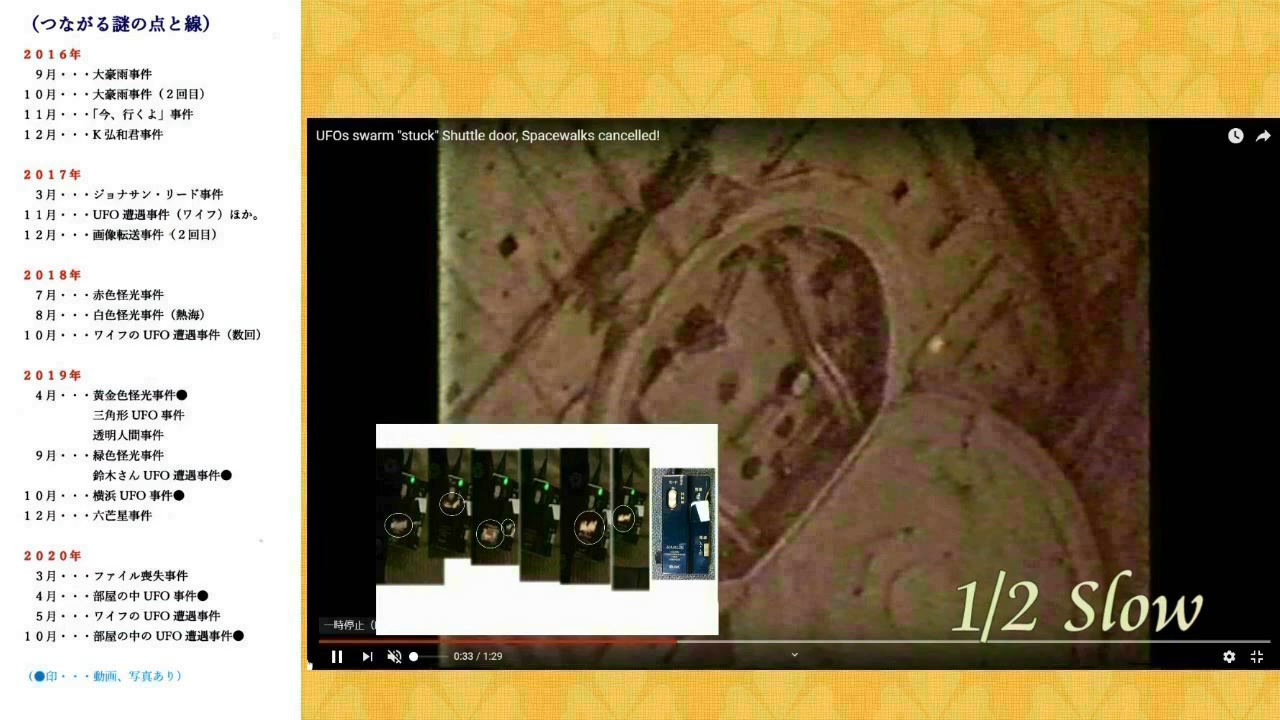 （つながる謎の点と線）
２０１６年
９月・・・大豪雨事件
１０月・・・大豪雨事件（２回目）
１１月・・・「今、行くよ」事件
１２月・・・K 弘和君事件
２０１７年
３月・・・ジョナサン・リード事件
１１月・・・UFO 遭遇事件（ワイフ）ほか。
１２月・・・画像転送事件（２回目）
２０１８年
７月・・・赤色怪光事件
８月・・・白色怪光事件（熱海）
１０月・・・ワイフの UFO 遭遇事件（数回）
２０１９年
４月・・・黄金色怪光事件●
三角形 UFO 事件
透明人間事件
９月・・・緑色怪光事件
鈴木さん UFO 遭遇事件●
１０月・・・横浜 UFO 事件●
１２月・・・六芒星事件
２０２０年
３月・・・ファイル喪失事件
４月・・・部屋の中 UFO 事件●
５月・・・ワイフの UFO 遭遇事件
１０月・・・部屋の中の UFO 遭遇事件●
（●印・・・動画、写真あり）
UFOs swarm "stuck" Shuttle door, Spacewalks cancelled!
1/2 Slow
一時停止（
0:33 / 1:29